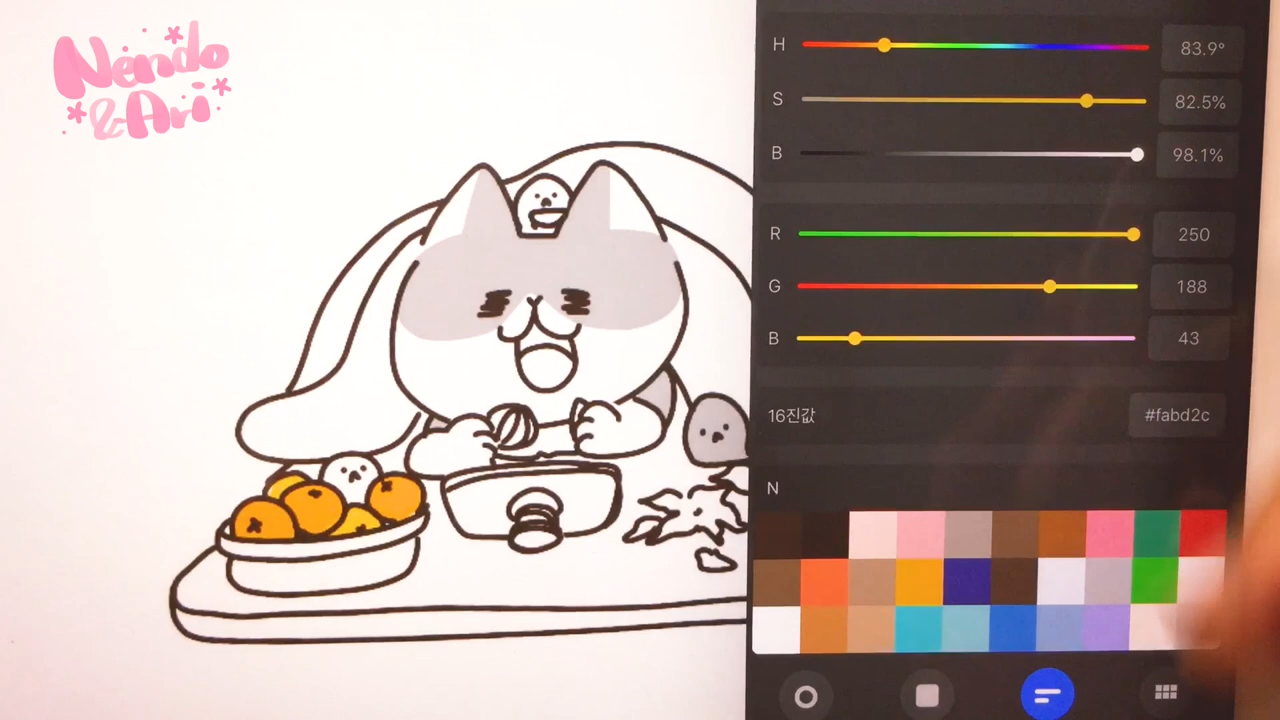 Nendo
&Ari
H 83.9°
S 82.5%
B 98.1%
R 250
G 188
B 43
16진값 #fabd2c
N